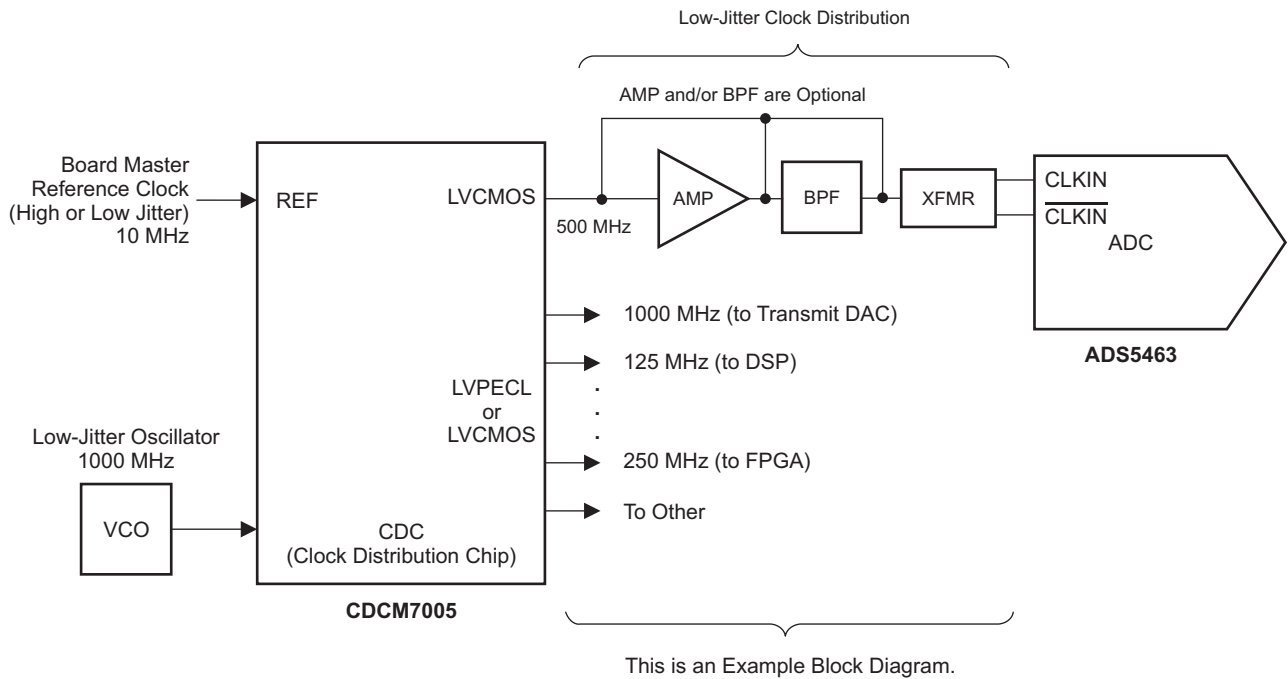 Low-Jitter Clock Distribution
AMP and/or BPF are Optional
Board Master
Reference Clock
(High or Low Jitter)
10 MHz
REF
LVCMOS
500 MHz
AMP
BPF
XFMR
CLKIN
CLKIN
ADC
ADS5463
1000 MHz (to Transmit DAC)
125 MHz (to DSP)
LVPECL
or
LVCMOS
250 MHz (to FPGA)
To Other
Low-Jitter Oscillator
1000 MHz
VCO
CDC
(Clock Distribution Chip)
CDCM7005
This is an Example Block Diagram.